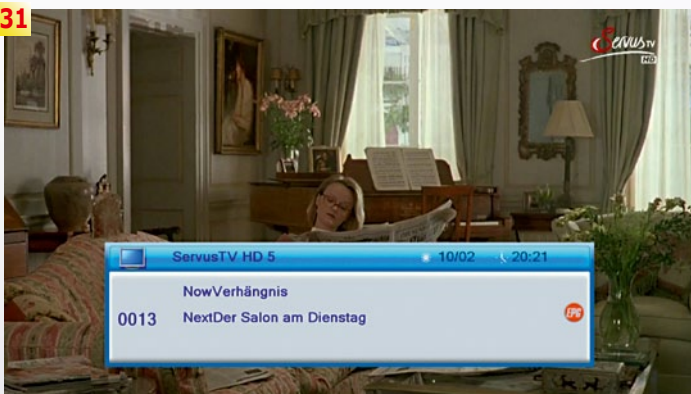 31
ServusTV
HD
ServusTV HD 5 10/02 20:21
NowVerhängnis
0013 NextDer Salon am Dienstag
EPG